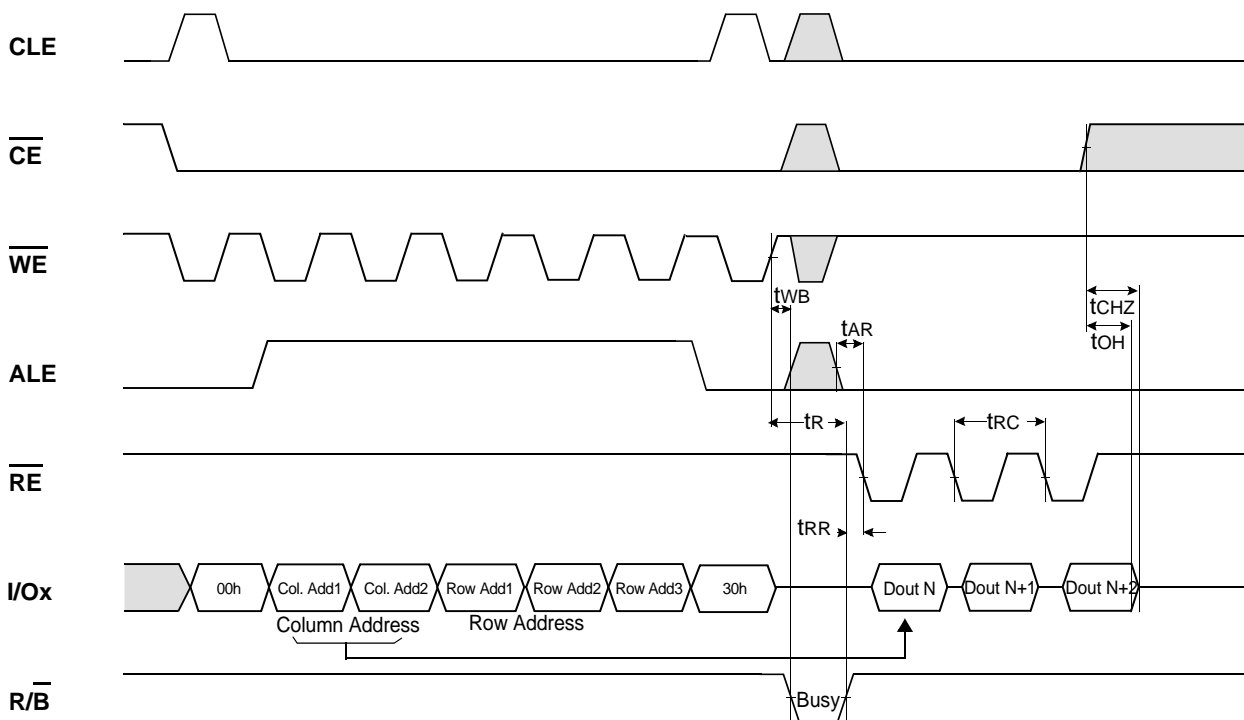 CLE
CE
WE
tWB
tCHZ
tAR
tOH
ALE
tR
tRC
RE
tRR
I/Ox
00h
Col. Add1
Col. Add2
Row Add1
Row Add2
Row Add3
30h
Dout N
Dout N+1
Dout N+2
Column Address
Row Address
R/B
Busy